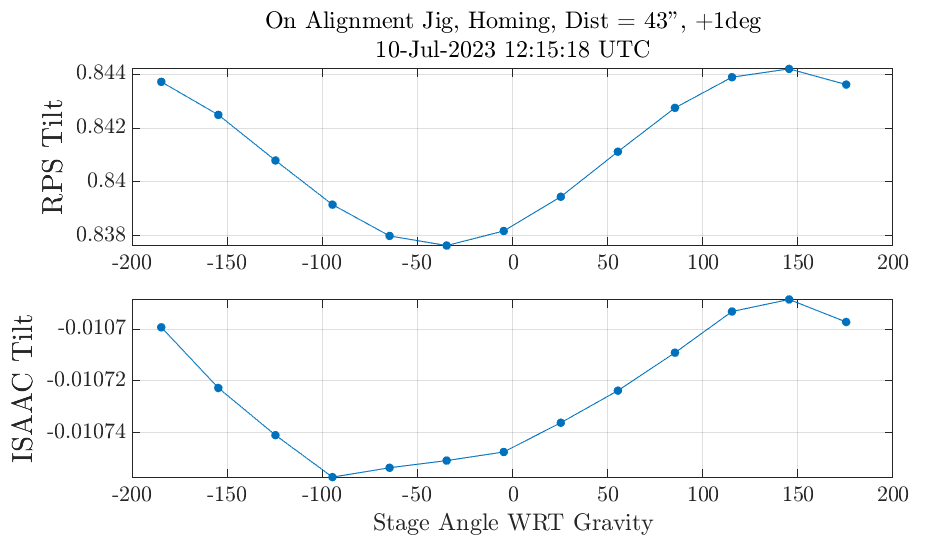 On Alignment Jig, Homing, Dist = 43", +1deg
10-Jul-2023 12:15:18 UTC
RPS Tilt
0.844
0.842
0.84
0.838
-200 -150 -100 -50 0 50 100 150 200
ISAAC Tilt
-0.0107
-0.01072
-0.01074
-200 -150 -100 -50 0 50 100 150 200
Stage Angle WRT Gravity